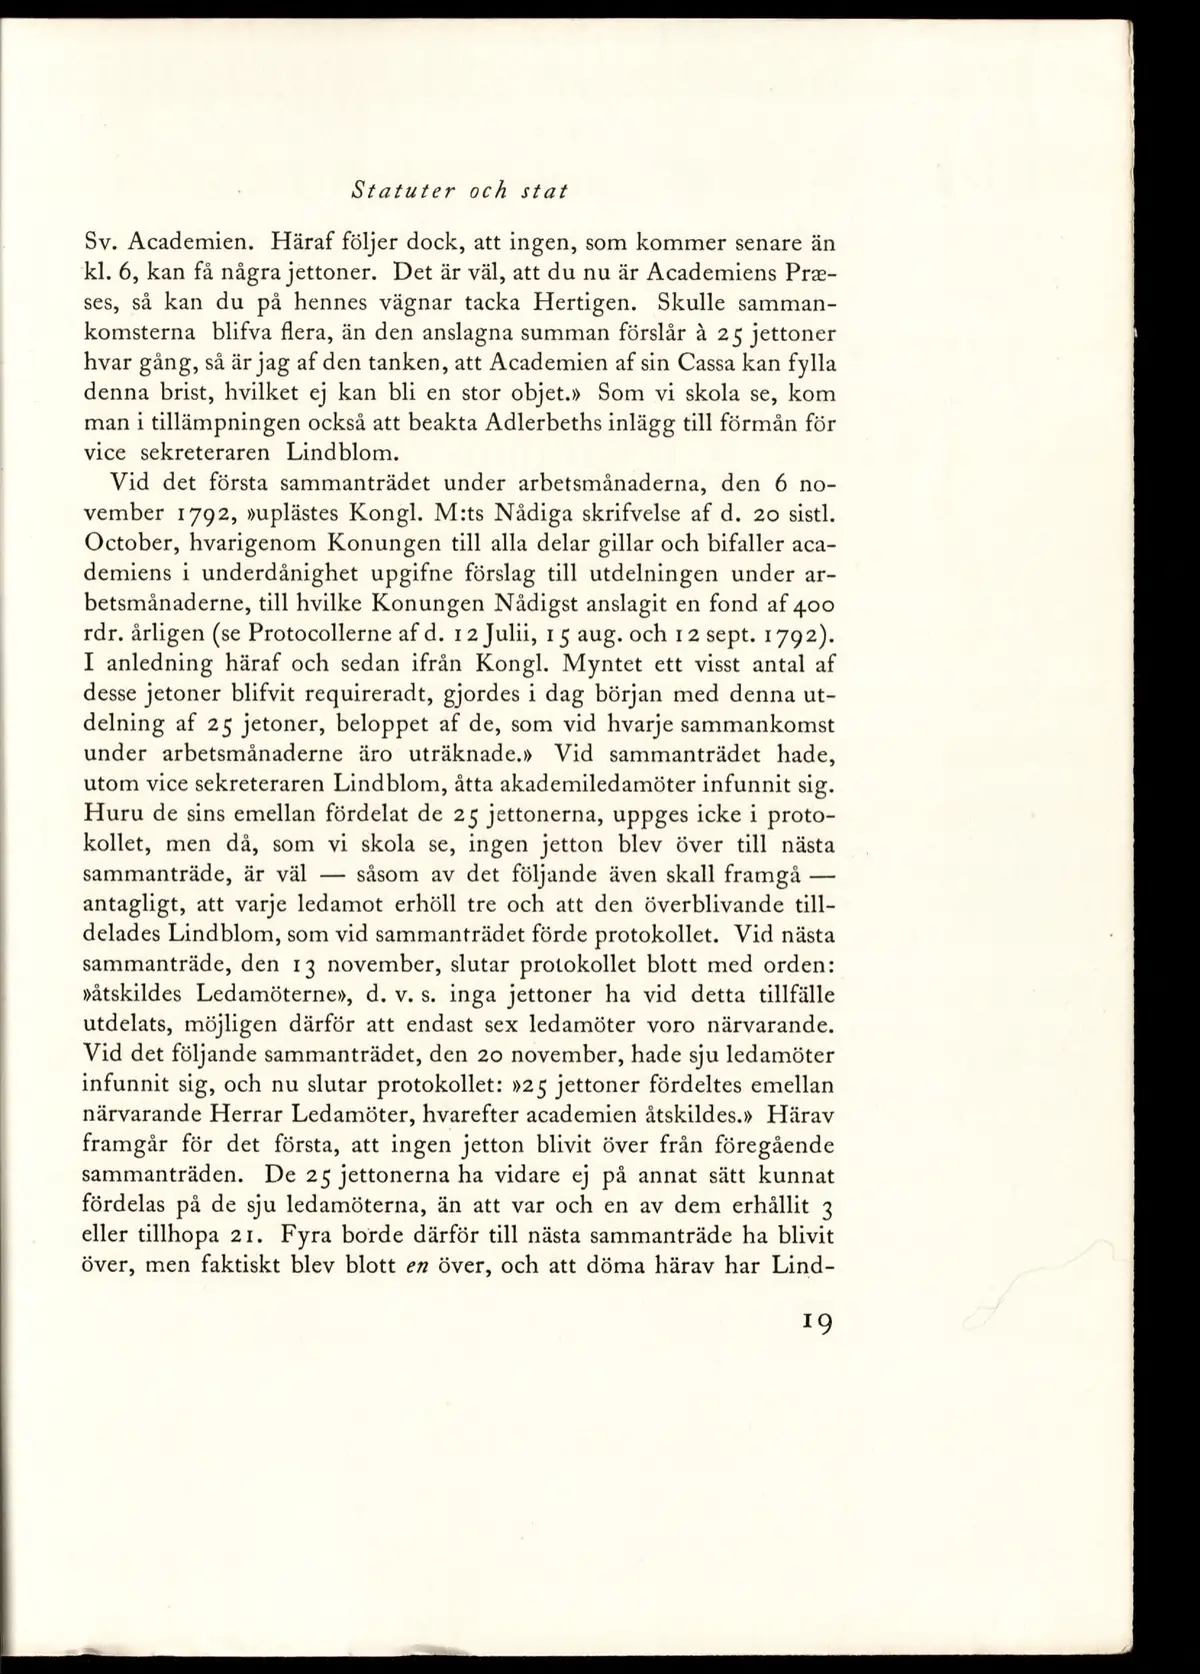 Statuter och stat
Sv. Academien. Häraf följer dock, att ingen, som kommer senare än
kl. 6, kan få några jettoner. Det är väl, att du nu är Academiens Præ-
ses, så kan du på hennes vägnar tacka Hertigen. Skulle samman-
komsterna blifva flera, än den anslagna summan förslår à 25 jettoner
hvar gång, så är jag af den tanken, att Academien af sin Cassa kan fylla
denna brist, hvilket ej kan bli en stor objet.» Som vi skola se, kom
man i tillämpningen också att beakta Adlerbeths inlägg till förmån för
vice sekreteraren Lindblom.
Vid det första sammanträdet under arbetsmånaderna, den 6 no-
vember 1792, »uplästes Kongl. M:ts Nådiga skrifvelse af d. 20 sistl.
October, hvarigenom Konungen till alla delar gillar och bifaller aca-
demiens i underdånighet upgifne förslag till utdelningen under ar-
betsmånaderne, till hvilke Konungen Nådigst anslagit en fond af 400
rdr. årligen (se Protocollerne af d. 12 Julii, 15 aug. och 12 sept. 1792).
I anledning häraf och sedan ifrån Kongl. Myntet ett visst antal af
desse jetoner blifvit requireradt, gjordes i dag början med denna ut-
delning af 25 jetoner, beloppet af de, som vid hvarje sammankomst
under arbetsmånaderne äro uträknade.» Vid sammanträdet hade,
utom vice sekreteraren Lindblom, åtta akademiledamöter infunnit sig.
Huru de sins emellan fördelat de 25 jettonerna, uppges icke i proto-
kollet, men då, som vi skola se, ingen jetton blev över till nästa
sammanträde, är väl — såsom av det följande även skall framgå —
antagligt, att varje ledamot erhöll tre och att den överblivande till-
delades Lindblom, som vid sammanträdet förde protokollet. Vid nästa
sammanträde, den 13 november, slutar protokollet blott med orden:
»åtskildes Ledamöterne», d. v. s. inga jettoner ha vid detta tillfälle
utdelats, möjligen därför att endast sex ledamöter voro närvarande.
Vid det följande sammanträdet, den 20 november, hade sju ledamöter
infunnit sig, och nu slutar protokollet: »25 jettoner fördeltes emellan
närvarande Herrar Ledamöter, hvarefter academien åtskildes.» Härav
framgår för det första, att ingen jetton blivit över från föregående
sammanträden. De 25 jettonerna ha vidare ej på annat sätt kunnat
fördelas på de sju ledamöterna, än att var och en av dem erhållit 3
eller tillhopa 21. Fyra borde därför till nästa sammanträde ha blivit
över, men faktiskt blev blott en över, och att döma härav har Lind-
19